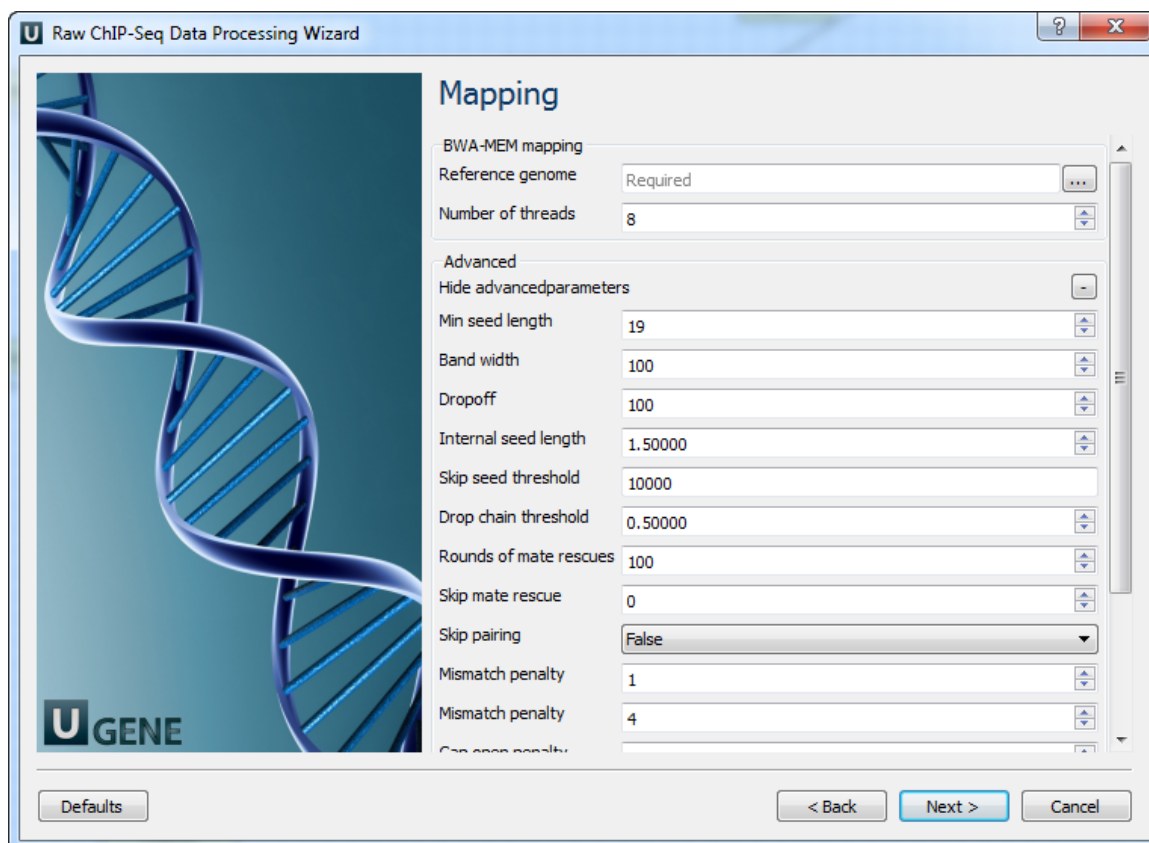 U Raw ChIP-Seq Data Processing Wizard
? X
Mapping
BWA-MEM mapping
Reference genome Required ...
Number of threads 8
Advanced
Hide advancedparameters -
Min seed length 19
Band width 100
Dropoff 100
Internal seed length 1.50000
Skip seed threshold 10000
Drop chain threshold 0.50000
Rounds of mate rescues 100
Skip mate rescue 0
Skip pairing False
Mismatch penalty 1
Mismatch penalty 4
Gap open penalty
U GENE
Defaults < Back Next > Cancel